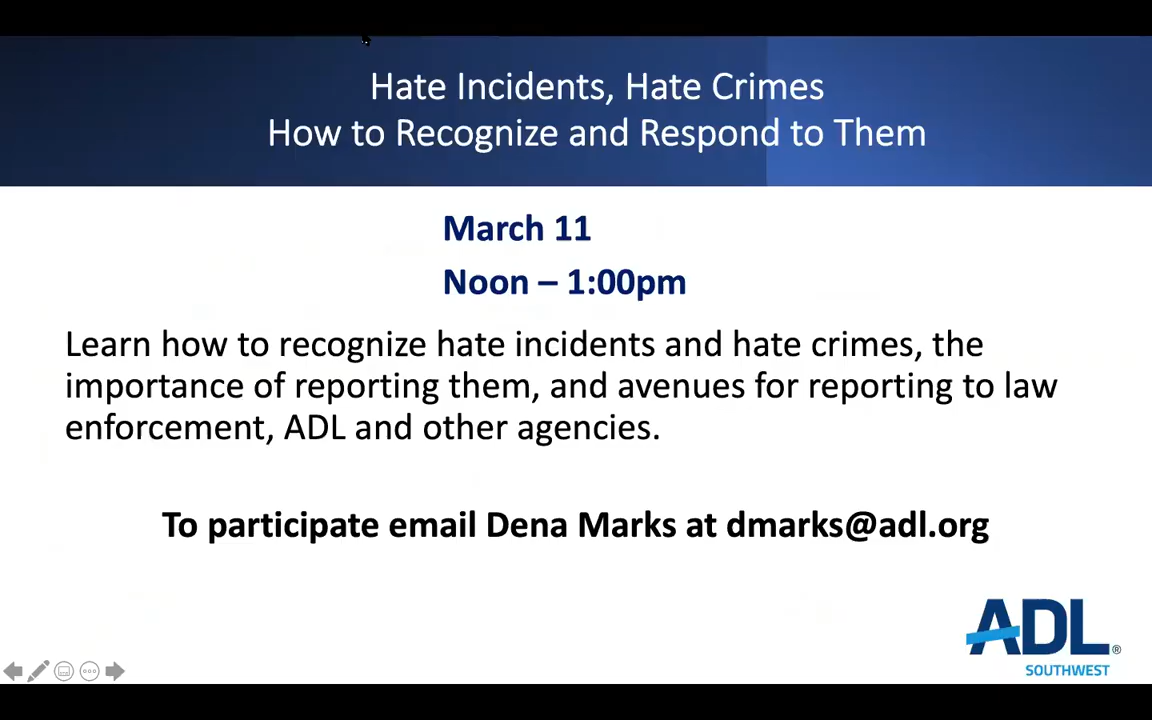 Hate Incidents, Hate Crimes
How to Recognize and Respond to Them
March 11
Noon – 1:00pm
Learn how to recognize hate incidents and hate crimes, the
importance of reporting them, and avenues for reporting to law
enforcement, ADL and other agencies.
To participate email Dena Marks at dmarks@adl.org
ADL®
SOUTHWEST